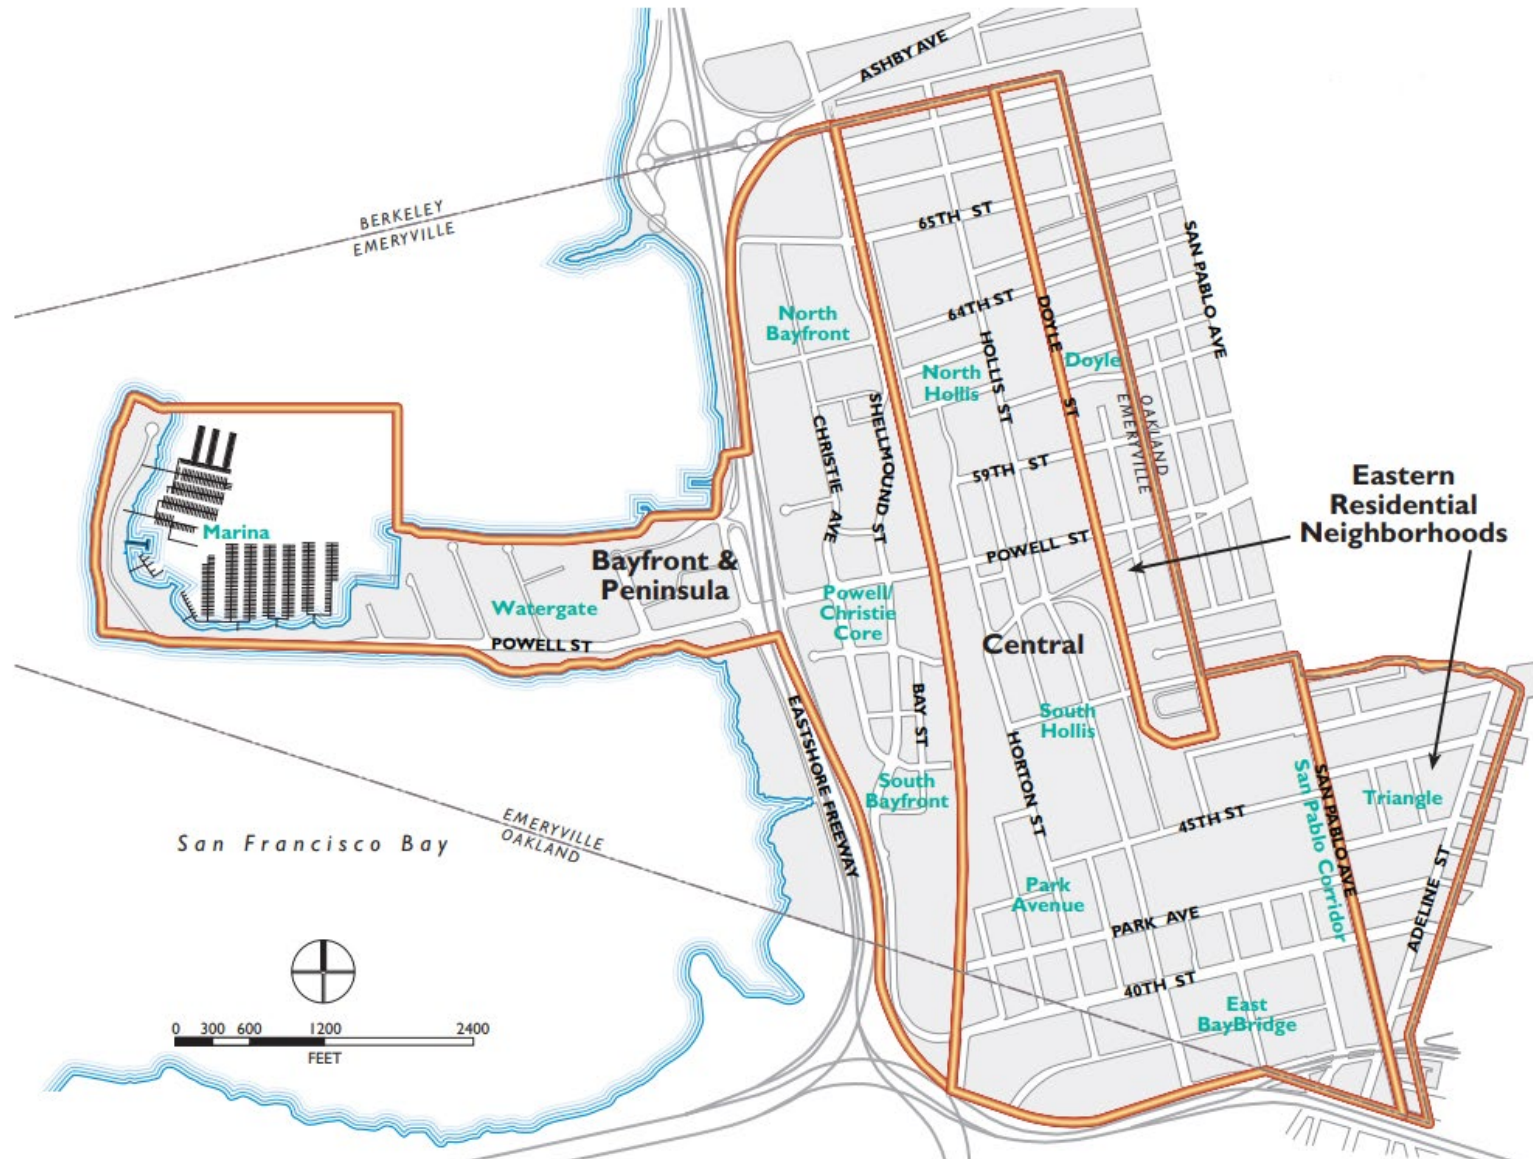 ASHBY AVE
BERKELEY
EMERYVILLE
65TH ST
SAN PABLO AVE
64TH ST
North
Bayfront
DOYLE ST
HOLLIS ST
Doyle
North
Hollis
SHELLMOUND ST
CHRISTIE AVE
OAKLAND
EMERYVILLE
59TH ST
Eastern
Residential
Neighborhoods
Marina
POWELL ST
Bayfront &
Peninsula
Watergate
Powell/
Christie
Core
POWELL ST
Central
BAY ST
EASTSHORE FREEWAY
South
Hollis
HORTON ST
South
Bayfront
San Pablo Corridor
SAN PABLO AVE
Triangle
45TH ST
EMERYVILLE
OAKLAND
San Francisco Bay
Park
Avenue
ADELINE ST
PARK AVE
40TH ST
East
BayBridge
0 300 600 1200 2400
FEET